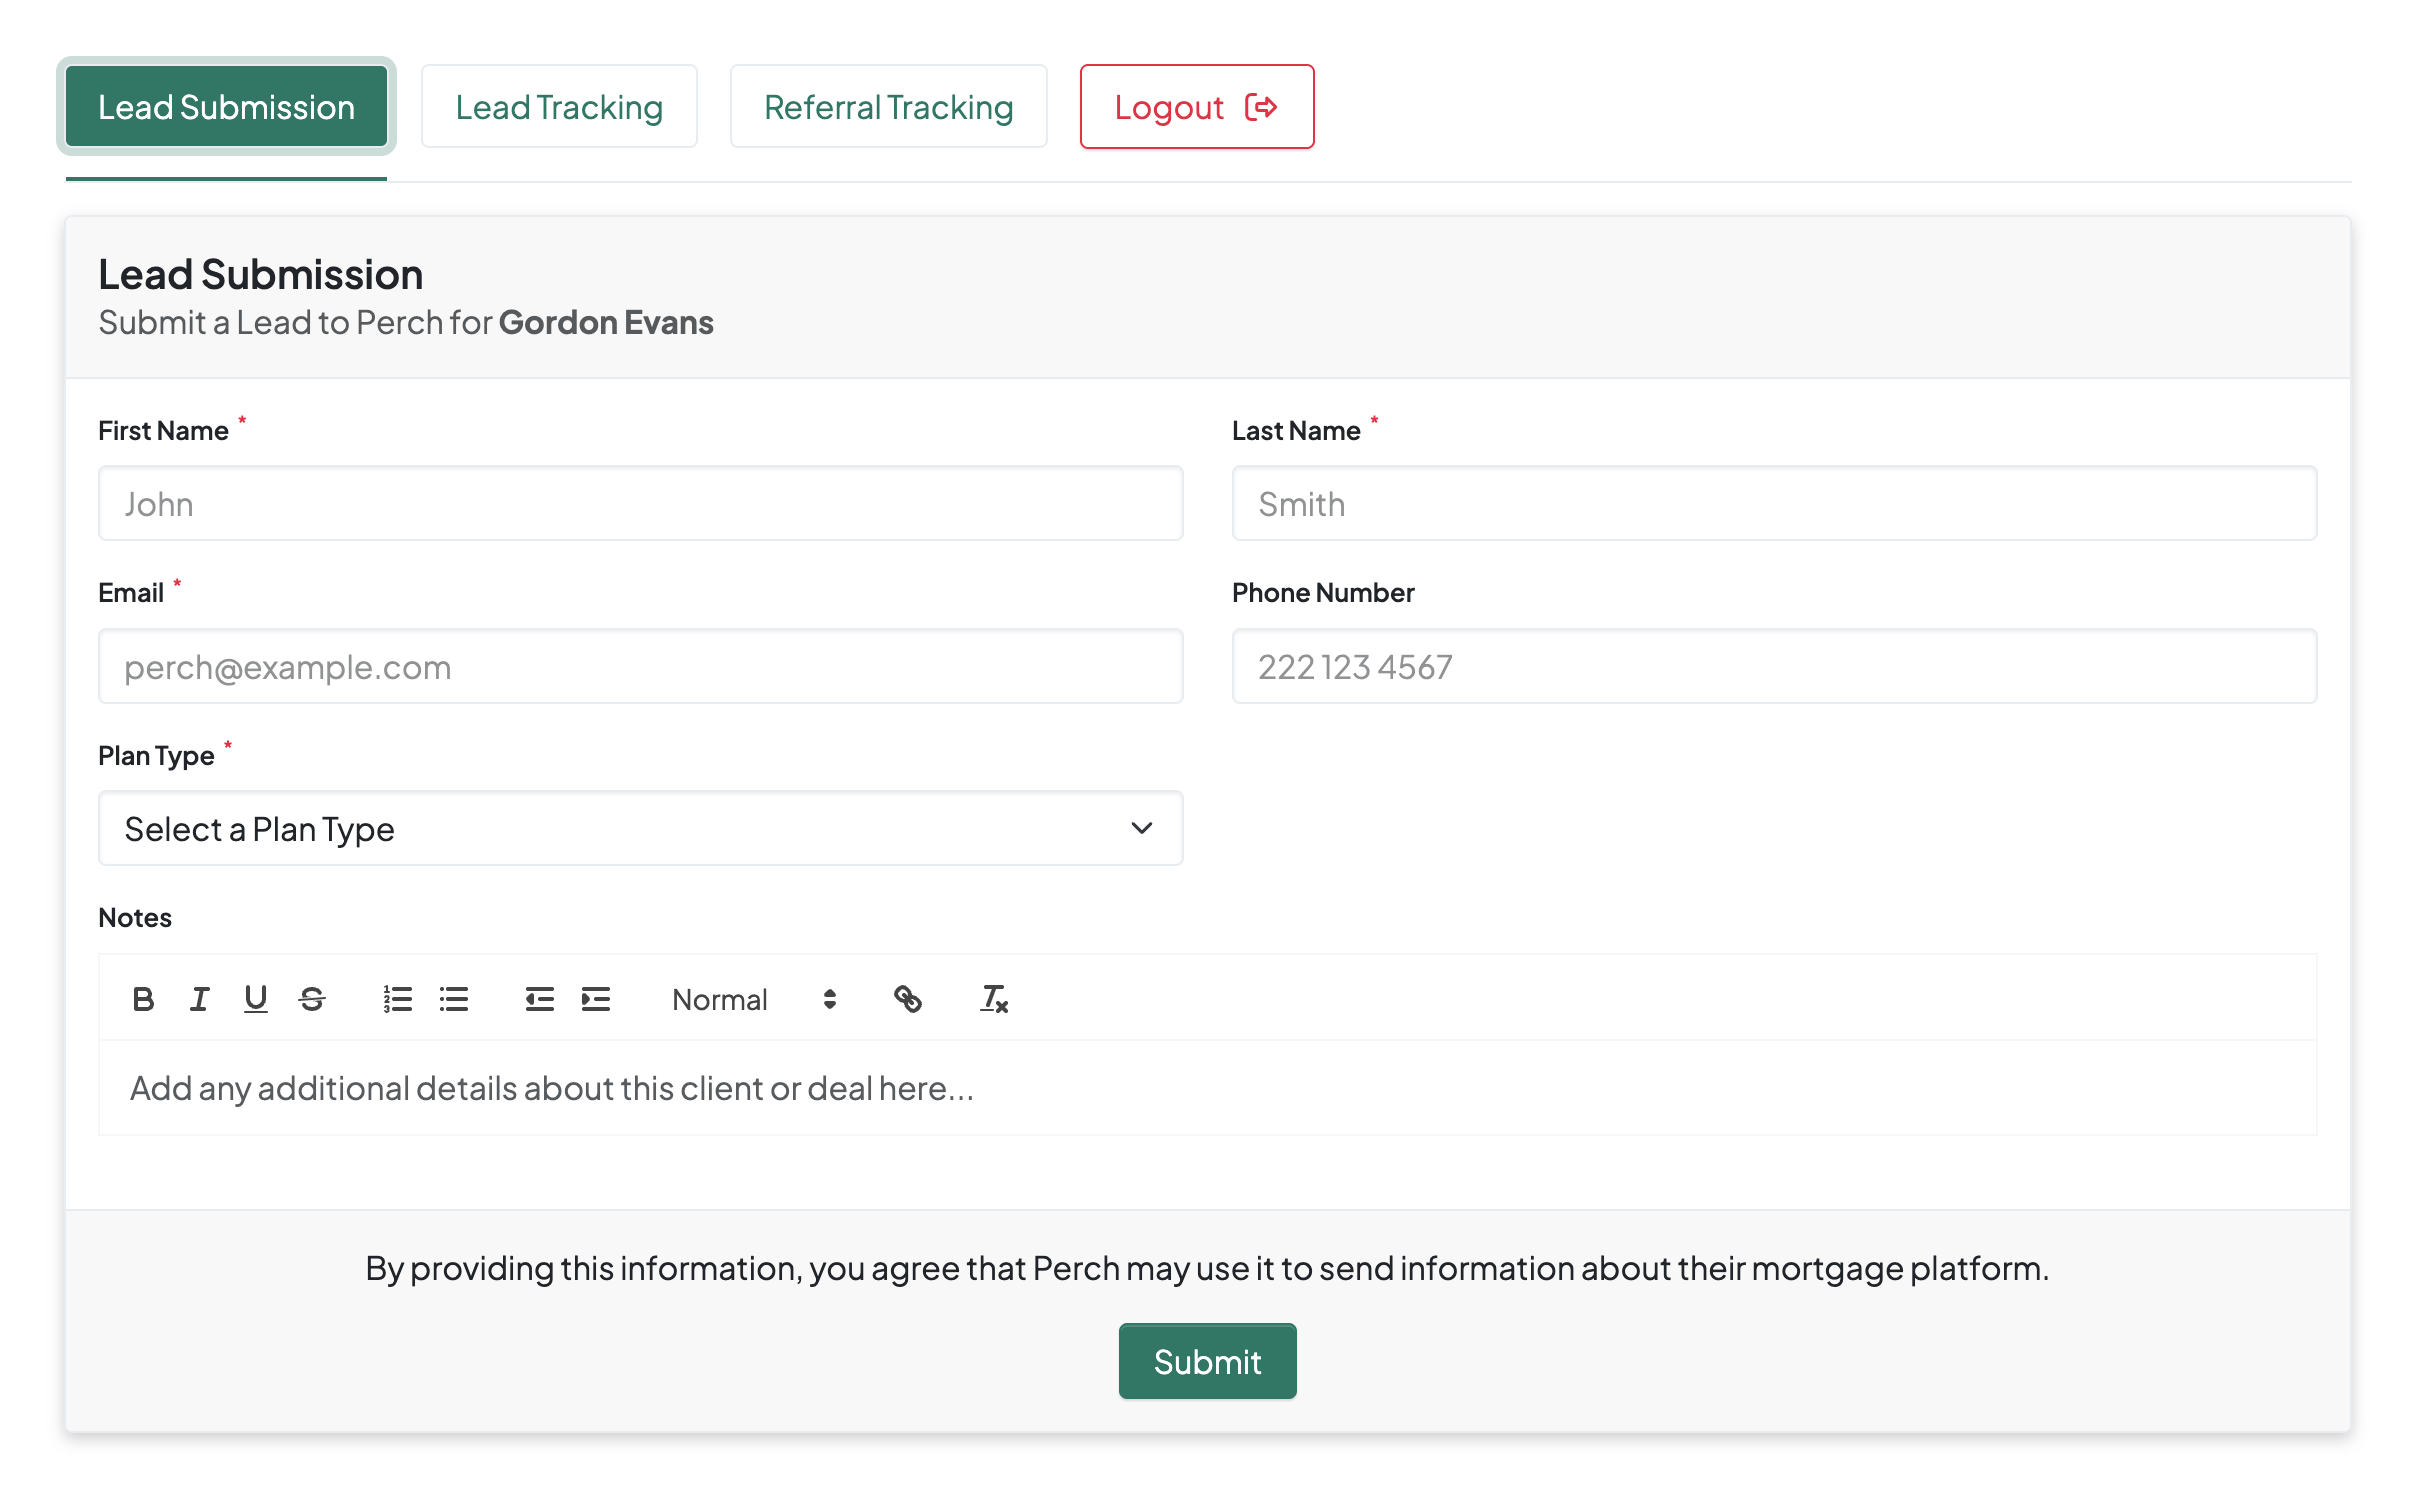 Lead Submission
Lead Tracking
Referral Tracking
Logout
Lead Submission
Submit a Lead to Perch for Gordon Evans
First Name *
Last Name *
John
Smith
Email *
Phone Number
perch@example.com
222 123 4567
Plan Type *
Select a Plan Type
Notes
Normal
Add any additional details about this client or deal here...
By providing this information, you agree that Perch may use it to send information about their mortgage platform.
Submit